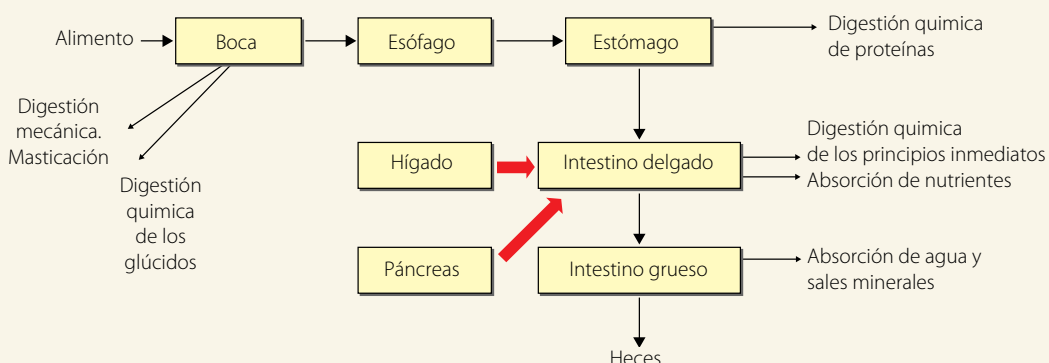 Alimento
Boca
Esófago
Estómago
Digestión quimica
de proteínas
Digestión
mecánica.
Masticación
Digestión
quimica
de los
glúcidos
Hígado
Intestino delgado
Digestión quimica
de los principios inmediatos
Absorción de nutrientes
Páncreas
Intestino grueso
Absorción de agua y
sales minerales
Heces